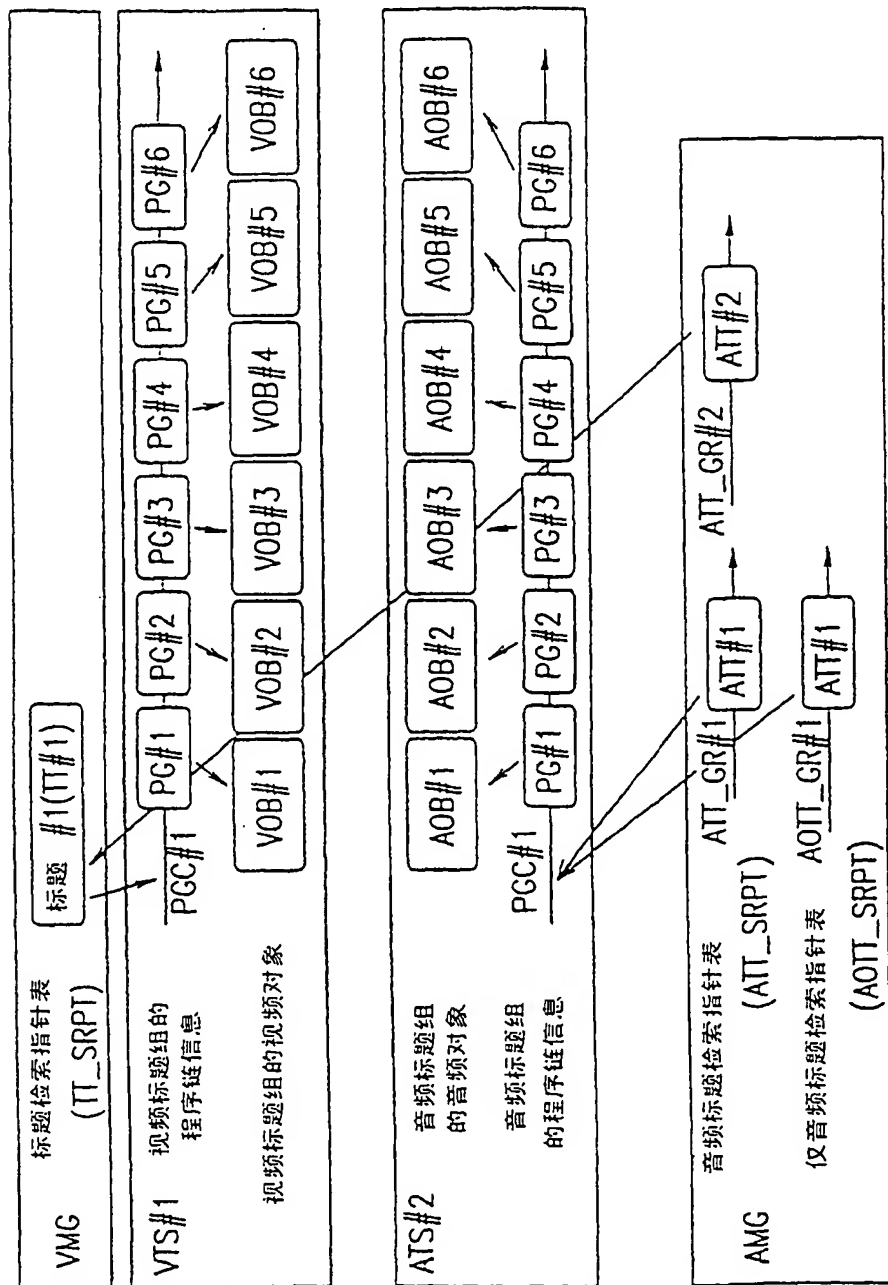 VMG
标题检索指针表
(TT_SRPT)
标题 #1(TT#1)
VTS#1
视频标题组的
程序链信息
PGC#1
PG#1
PG#2
PG#3
PG#4
PG#5
PG#6
视频标题组的视频对象
VOB#1
VOB#2
VOB#3
VOB#4
VOB#5
VOB#6
ATS#2
音频标题组
的音频对象
AOB#1
AOB#2
AOB#3
AOB#4
AOB#5
AOB#6
音频标题组
的程序链信息
PGC#1
PG#1
PG#2
PG#3
PG#4
PG#5
PG#6
AMG
音频标题检索指针表
(ATT_SRPT)
ATT_GR#1
ATT#1
ATT_GR#2
ATT#2
仅音频标题检索指针表
(AOTT_SRPT)
AOTT_GR#1
ATT#1